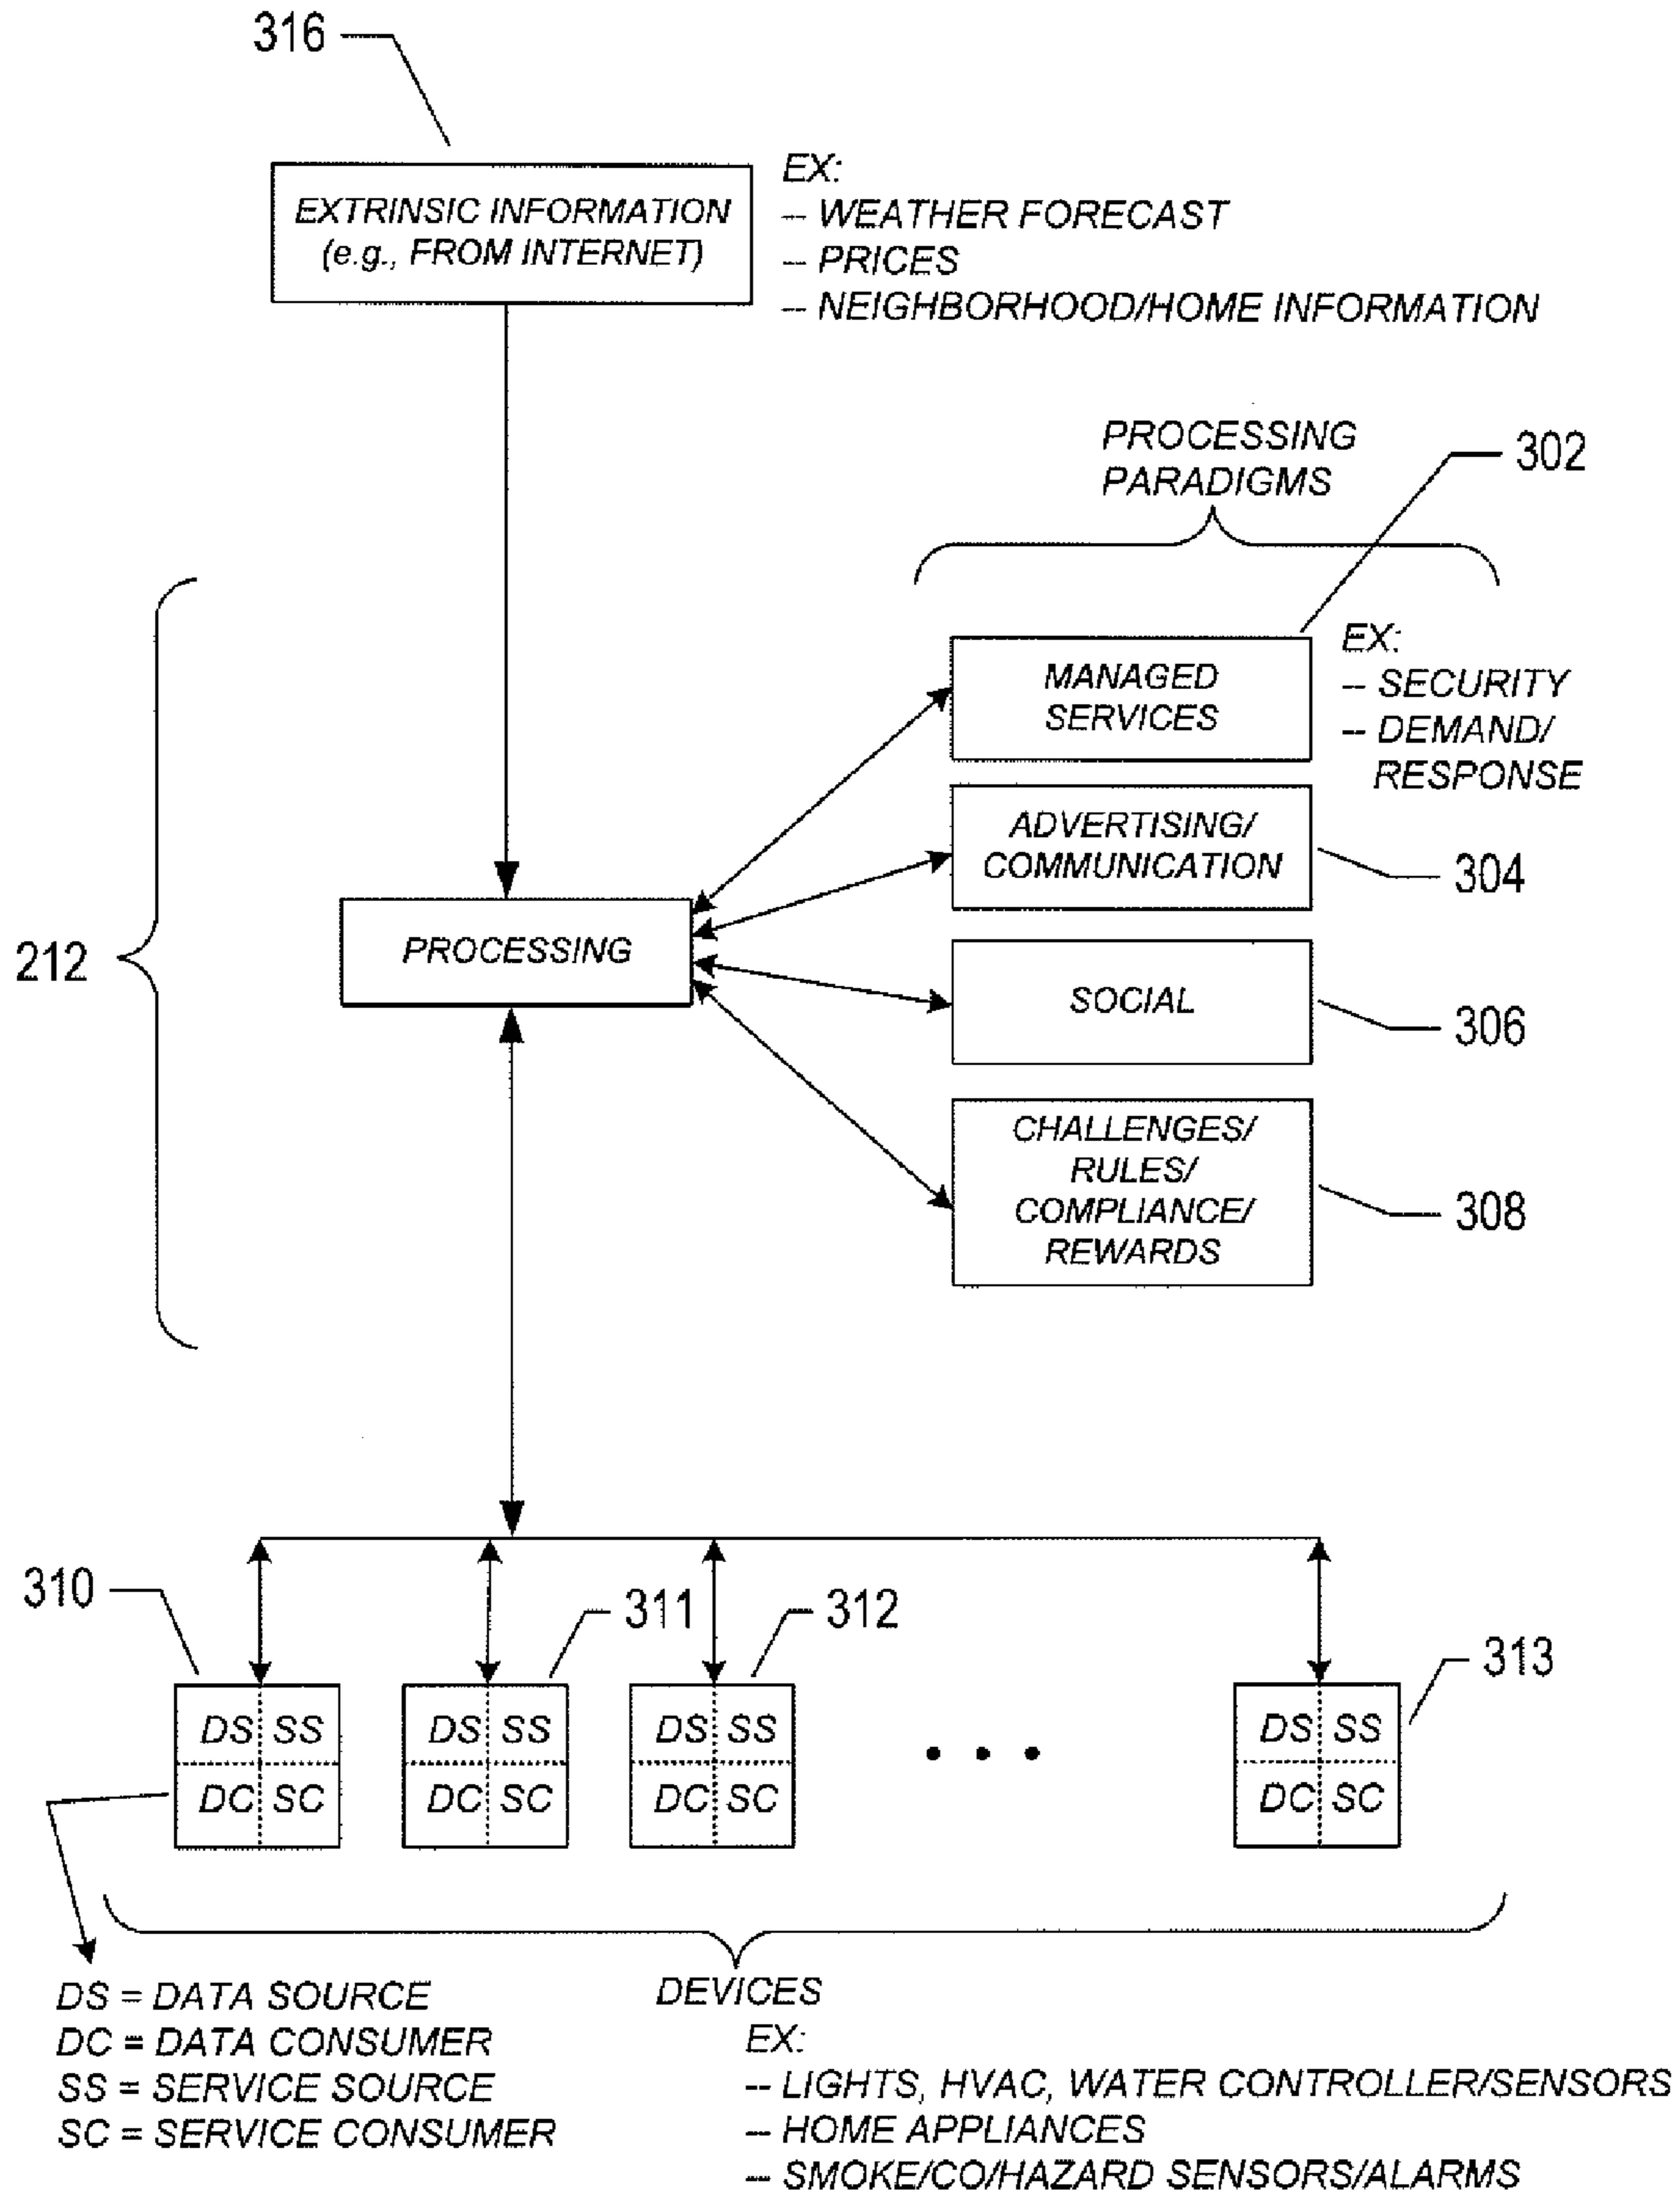 316
EXTRINSIC INFORMATION
(e.g., FROM INTERNET)
EX:
-- WEATHER FORECAST
-- PRICES
-- NEIGHBORHOOD/HOME INFORMATION
PROCESSING
PARADIGMS
302
MANAGED
SERVICES
EX:
-- SECURITY
-- DEMAND/
RESPONSE
ADVERTISING/
COMMUNICATION
304
212
PROCESSING
SOCIAL
306
CHALLENGES/
RULES/
COMPLIANCE/
REWARDS
308
310
311
312
313
DS SS
DC SC
DS SS
DC SC
DS SS
DC SC
• • •
DS SS
DC SC
DS = DATA SOURCE
DC = DATA CONSUMER
SS = SERVICE SOURCE
SC = SERVICE CONSUMER
DEVICES
EX:
-- LIGHTS, HVAC, WATER CONTROLLER/SENSORS
-- HOME APPLIANCES
-- SMOKE/CO/HAZARD SENSORS/ALARMS